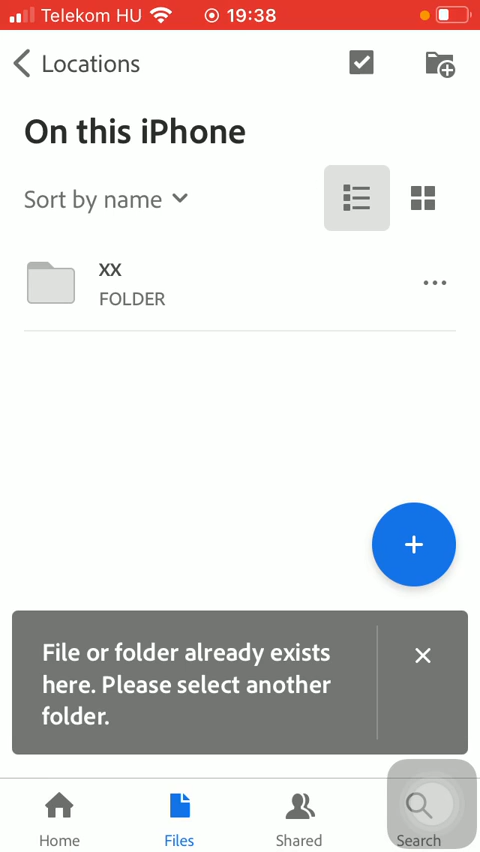 Telekom HU 19:38
Locations
On this iPhone
Sort by name
XX
FOLDER
File or folder already exists
here. Please select another
folder.
Home Files Shared Search